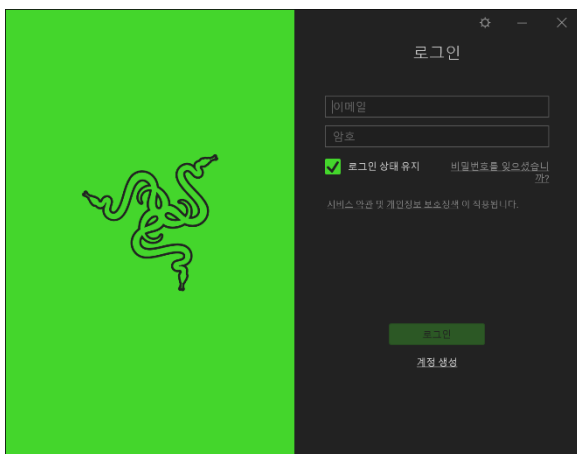 로그인
이메일
암호
로그인 상태 유지
비밀번호를 잊으셨습니
까?
서비스 약관 및 개인정보 보호정책 이 적용됩니다.
로그인
계정 생성